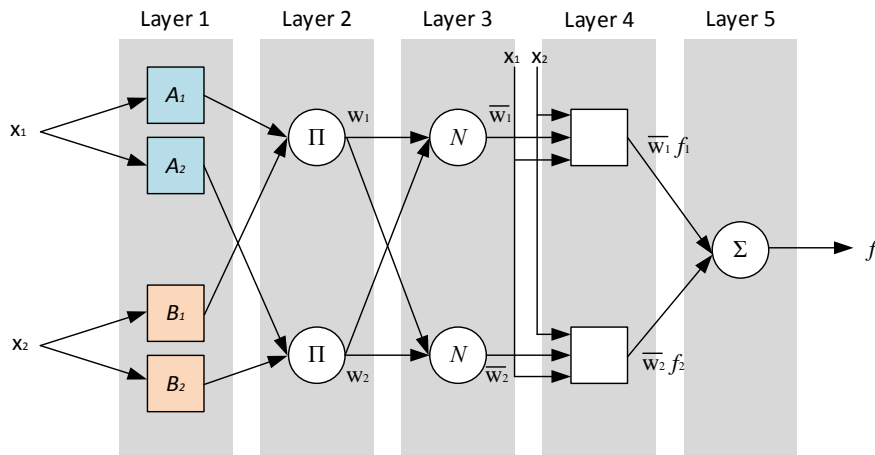 Layer 1 Layer 2 Layer 3 Layer 4 Layer 5
x₁ x₂
A₁
w₁ w̅₁
x₁ Π N
A₂ w̅₁ f₁
Σ f
B₁
x₂ Π N
w̅₂ f₂
B₂ w₂ w̅₂